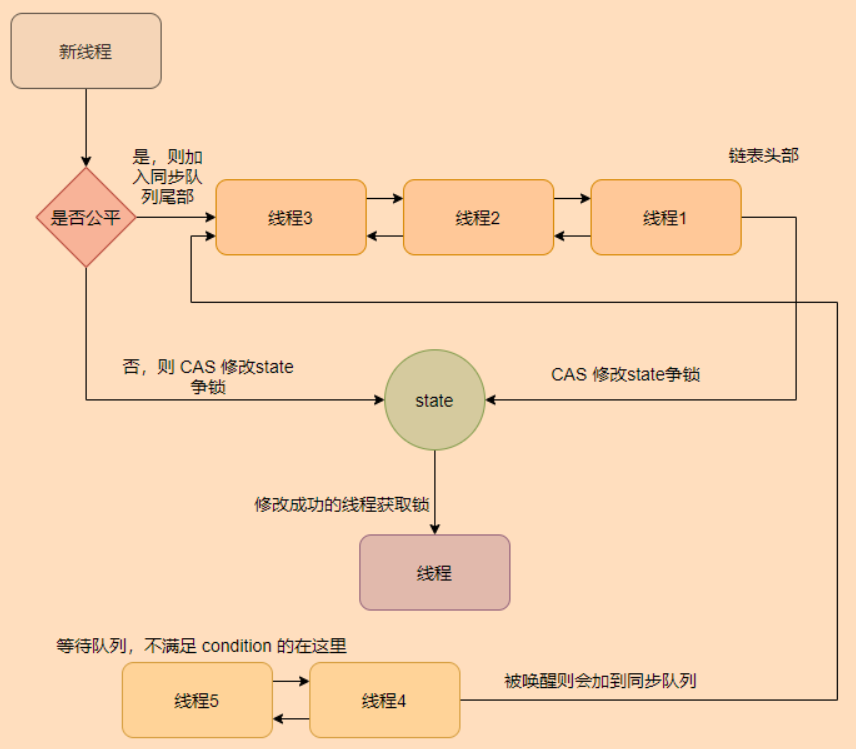 新线程
是，则加
入同步队
列尾部
链表头部
是否公平
线程3
线程2
线程1
否，则 CAS 修改state
争锁
state
CAS 修改state争锁
修改成功的线程获取锁
线程
等待队列，不满足 condition 的在这里
线程5
线程4
被唤醒则会加到同步队列